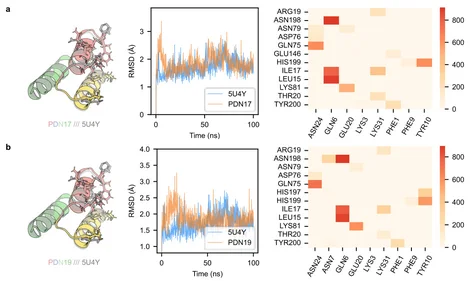 a
PDN17 /// 5U4Y
RMSD (Å)
3
2
1
0
5U4Y
PDN17
0
50
100
Time (ns)
ARG19
ASN198
ASN79
ASP76
GLN75
GLU146
HIS199
ILE17
LEU15
LYS81
THR20
TYR200
ASN24
GLN6
GLU20
LYS3
LYS31
PHE1
PHE9
TYR10
800
600
400
200
0
b
PDN19 /// 5U4Y
RMSD (Å)
4.0
3.5
3.0
2.5
2.0
1.5
1.0
5U4Y
PDN19
0
50
100
Time (ns)
ARG19
ASN198
ASN79
ASP76
GLN75
HIS197
HIS199
ILE17
LEU15
LYS81
THR20
TYR200
ASN24
ASN7
GLN6
GLU20
LYS3
LYS31
PHE1
PHE9
TYR10
800
600
400
200
0